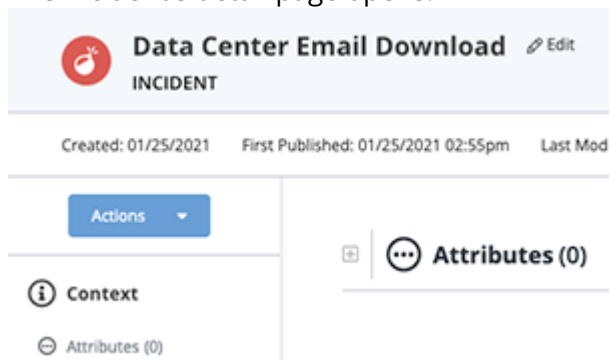 Data Center Email Download Edit
INCIDENT
Created: 01/25/2021 First Published: 01/25/2021 02:55pm Last Mod
Actions
Attributes (0)
Context
Attributes (0)